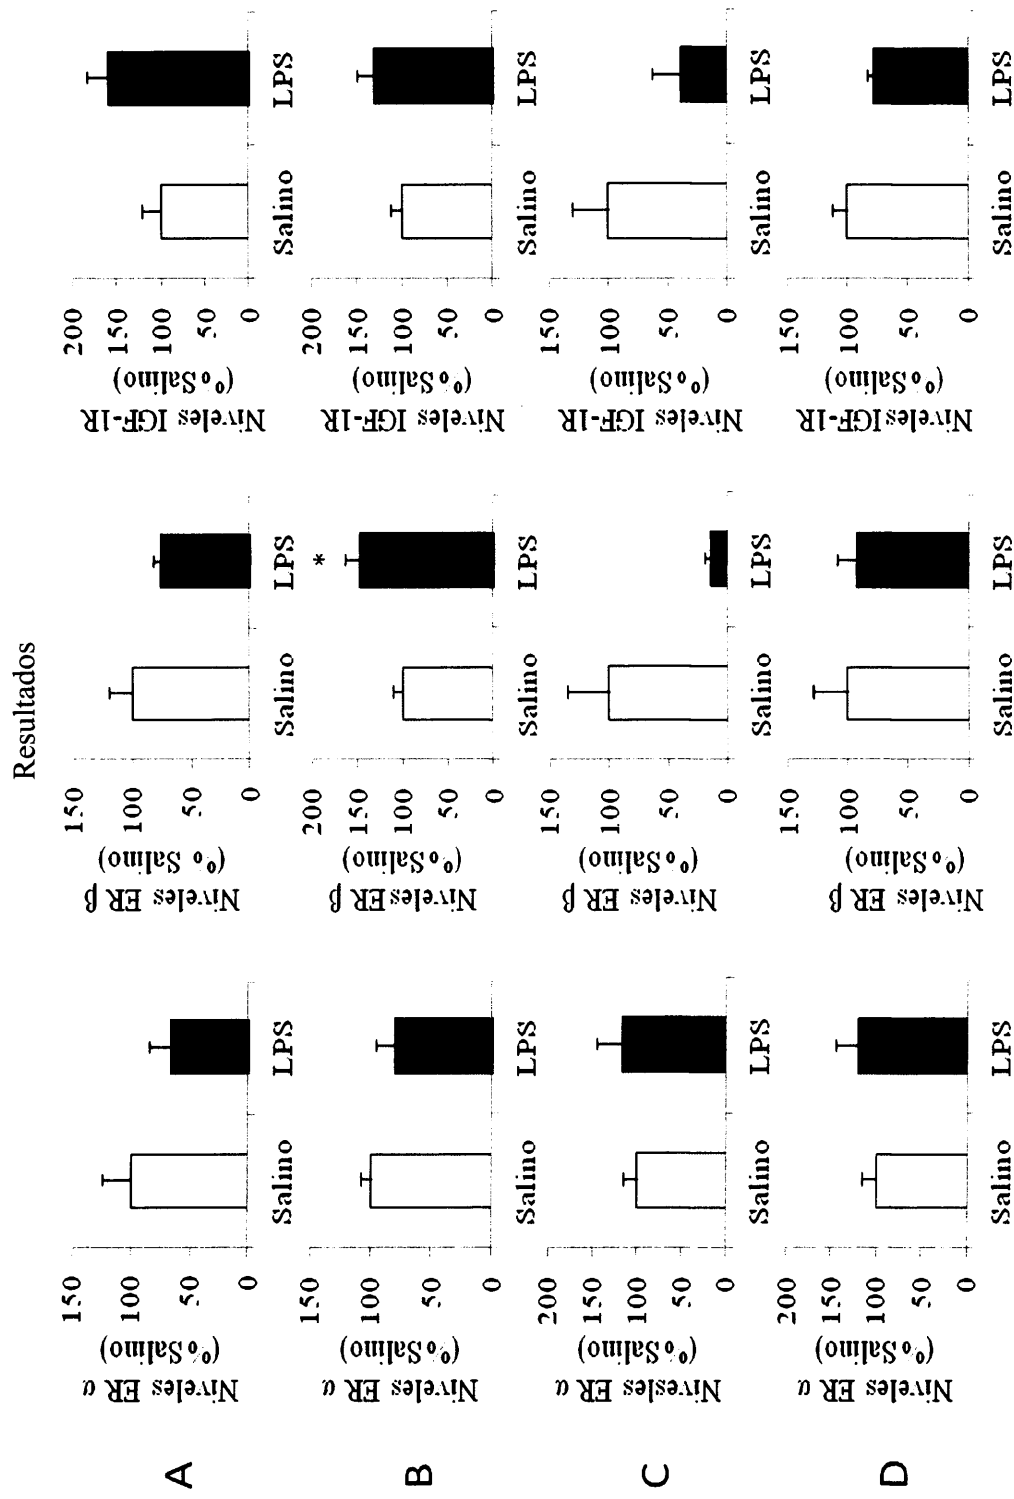 Resultados
A
Niveles ER α
(% Salino)
150
100
50
0
Salino
LPS
Niveles ER β
(% Salino)
150
100
50
0
Salino
LPS
Niveles IGF-1R
(% Salino)
200
150
100
50
0
Salino
LPS
B
Niveles ER α
(% Salino)
150
100
50
0
Salino
LPS
Niveles ER β
(% Salino)
200
150
100
50
0
*
Salino
LPS
Niveles IGF-1R
(% Salino)
200
150
100
50
0
Salino
LPS
C
Nivesles ER α
(% Salino)
200
150
100
50
0
Salino
LPS
Niveles ER β
(% Salino)
150
100
50
0
Salino
LPS
Niveles IGF-1R
(% Salino)
150
100
50
0
Salino
LPS
D
Niveles ER α
(% Salino)
200
150
100
50
0
Salino
LPS
Niveles ER β
(% Salino)
150
100
50
0
Salino
LPS
Niveles IGF-1R
(% Salino)
150
100
50
0
Salino
LPS